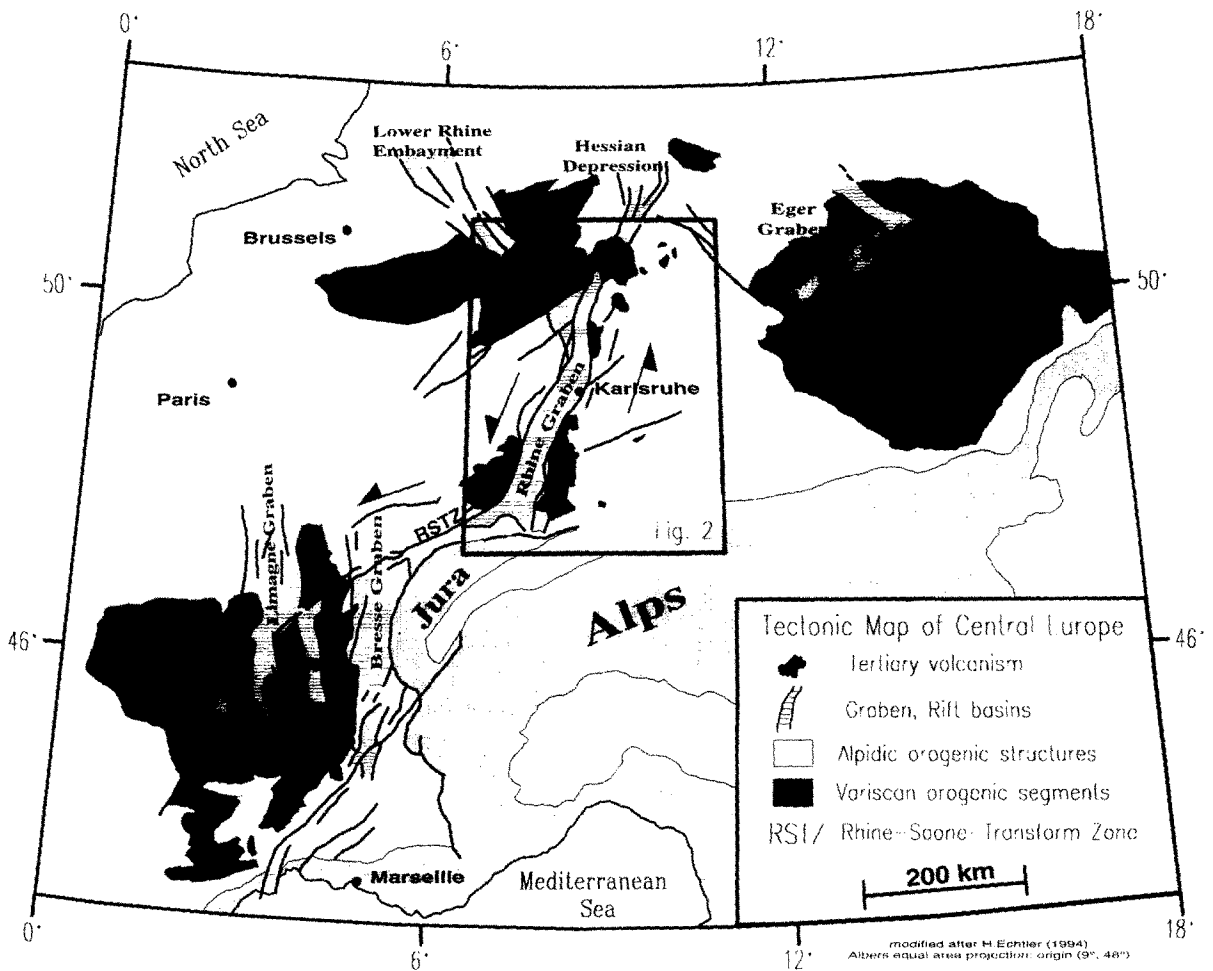 0°
6°
12°
18°
North Sea
Lower Rhine
Embayment
Hessian
Depression
Eger
Graben
Brussels
50°
50°
Paris
Karlsruhe
Rhine Graben
Limagne Graben
Bresse Graben
RSTZ
Fig. 2
Jura
Alps
46°
46°
Tectonic Map of Central Europe
Tertiary volcanism
Graben, Rift basins
Alpidic orogenic structures
Variscan orogenic segments
RSTZ Rhine-Saone-Transform Zone
200 km
Marseille
Mediterranean
Sea
0°
6°
12°
18°
modified after H.Echtler (1994)
Albers equal area projection: origin (9°, 48°)